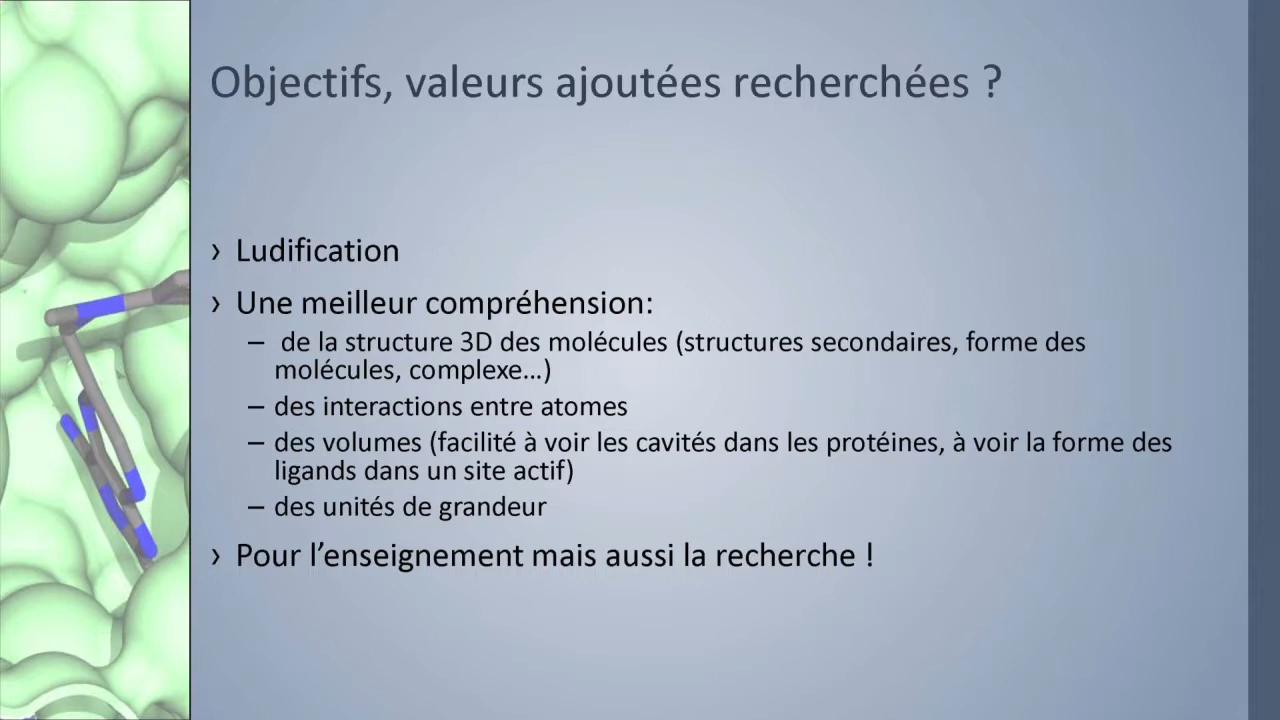 Objectifs, valeurs ajoutées recherchées ?
› Ludification
› Une meilleur compréhension:
– de la structure 3D des molécules (structures secondaires, forme des
molécules, complexe…)
– des interactions entre atomes
– des volumes (facilité à voir les cavités dans les protéines, à voir la forme des
ligands dans un site actif)
– des unités de grandeur
› Pour l’enseignement mais aussi la recherche !